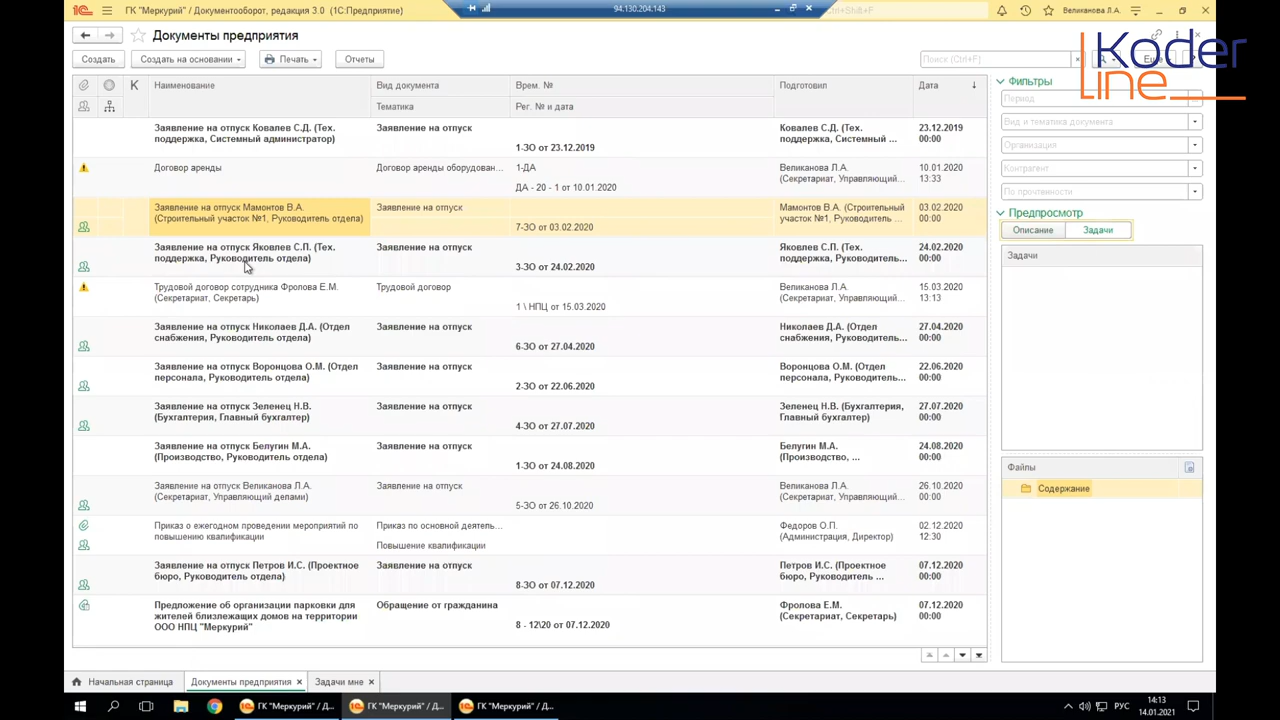 ГК "Меркурий" / Документооборот, редакция 3.0 (1С:Предприятие)
94.130.204.143
Ctrl+Shift+F
Великанова Л.А.
Документы предприятия
Создать
Создать на основании
Печать
Отчеты
Поиск (Ctrl+F)
Еще
Koder
line
Наименование
Вид документа
Врем. №
Подготовил
Дата
Тематика
Рег. № и дата
Заявление на отпуск Ковалев С.Д. (Тех.
поддержка, Системный администратор)
Заявление на отпуск
1-ЗО от 23.12.2019
Ковалев С.Д. (Тех.
поддержка, Системный ...
23.12.2019
00:00
Договор аренды
Договор аренды оборудован...
1-ДА
ДА - 20 - 1 от 10.01.2020
Великанова Л.А.
(Секретариат, Управляющий...
10.01.2020
13:33
Заявление на отпуск Мамонтов В.А.
(Строительный участок №1, Руководитель отдела)
Заявление на отпуск
7-ЗО от 03.02.2020
Мамонтов В.А. (Строительный
участок №1, Руководитель ...
03.02.2020
00:00
Заявление на отпуск Яковлев С.П. (Тех.
поддержка, Руководитель отдела)
Заявление на отпуск
3-ЗО от 24.02.2020
Яковлев С.П. (Тех.
поддержка, Руководитель...
24.02.2020
00:00
Трудовой договор сотрудника Фролова Е.М.
(Секретариат, Секретарь)
Трудовой договор
1 \ НПЦ от 15.03.2020
Великанова Л.А.
(Секретариат, Управляющий...
15.03.2020
13:13
Заявление на отпуск Николаев Д.А. (Отдел
снабжения, Руководитель отдела)
Заявление на отпуск
6-ЗО от 27.04.2020
Николаев Д.А. (Отдел
снабжения, Руководитель...
27.04.2020
00:00
Заявление на отпуск Воронцова О.М. (Отдел
персонала, Руководитель отдела)
Заявление на отпуск
2-ЗО от 22.06.2020
Воронцова О.М. (Отдел
персонала, Руководитель...
22.06.2020
00:00
Заявление на отпуск Зеленец Н.В.
(Бухгалтерия, Главный бухгалтер)
Заявление на отпуск
4-ЗО от 27.07.2020
Зеленец Н.В. (Бухгалтерия,
Главный бухгалтер)
27.07.2020
00:00
Заявление на отпуск Белугин М.А.
(Производство, Руководитель отдела)
Заявление на отпуск
1-ЗО от 24.08.2020
Белугин М.А.
(Производство, ...
24.08.2020
00:00
Заявление на отпуск Великанова Л.А.
(Секретариат, Управляющий делами)
Заявление на отпуск
5-ЗО от 26.10.2020
Великанова Л.А.
(Секретариат, Управляющий...
26.10.2020
00:00
Приказ о ежегодном проведении мероприятий по
повышению квалификации
Приказ по основной деятель...
Повышение квалификации
Федоров О.П.
(Администрация, Директор)
02.12.2020
12:30
Заявление на отпуск Петров И.С. (Проектное
бюро, Руководитель отдела)
Заявление на отпуск
8-ЗО от 07.12.2020
Петров И.С. (Проектное
бюро, Руководитель ...
07.12.2020
00:00
Предложение об организации парковки для
жителей близлежащих домов на территории
ООО НПЦ "Меркурий"
Обращение от гражданина
8 - 12\20 от 07.12.2020
Фролова Е.М.
(Секретариат, Секретарь)
07.12.2020
00:00
Фильтры
Период
Вид и тематика документа
Организация
Контрагент
По прочтенности
Предпросмотр
Описание
Задачи
Задачи
Файлы
Содержание
Начальная страница
Документы предприятия
Задачи мне
ГК "Меркурий" / Д...
ГК "Меркурий" / Д...
ГК "Меркурий" / Д...
РУС
14:13
14.01.2021